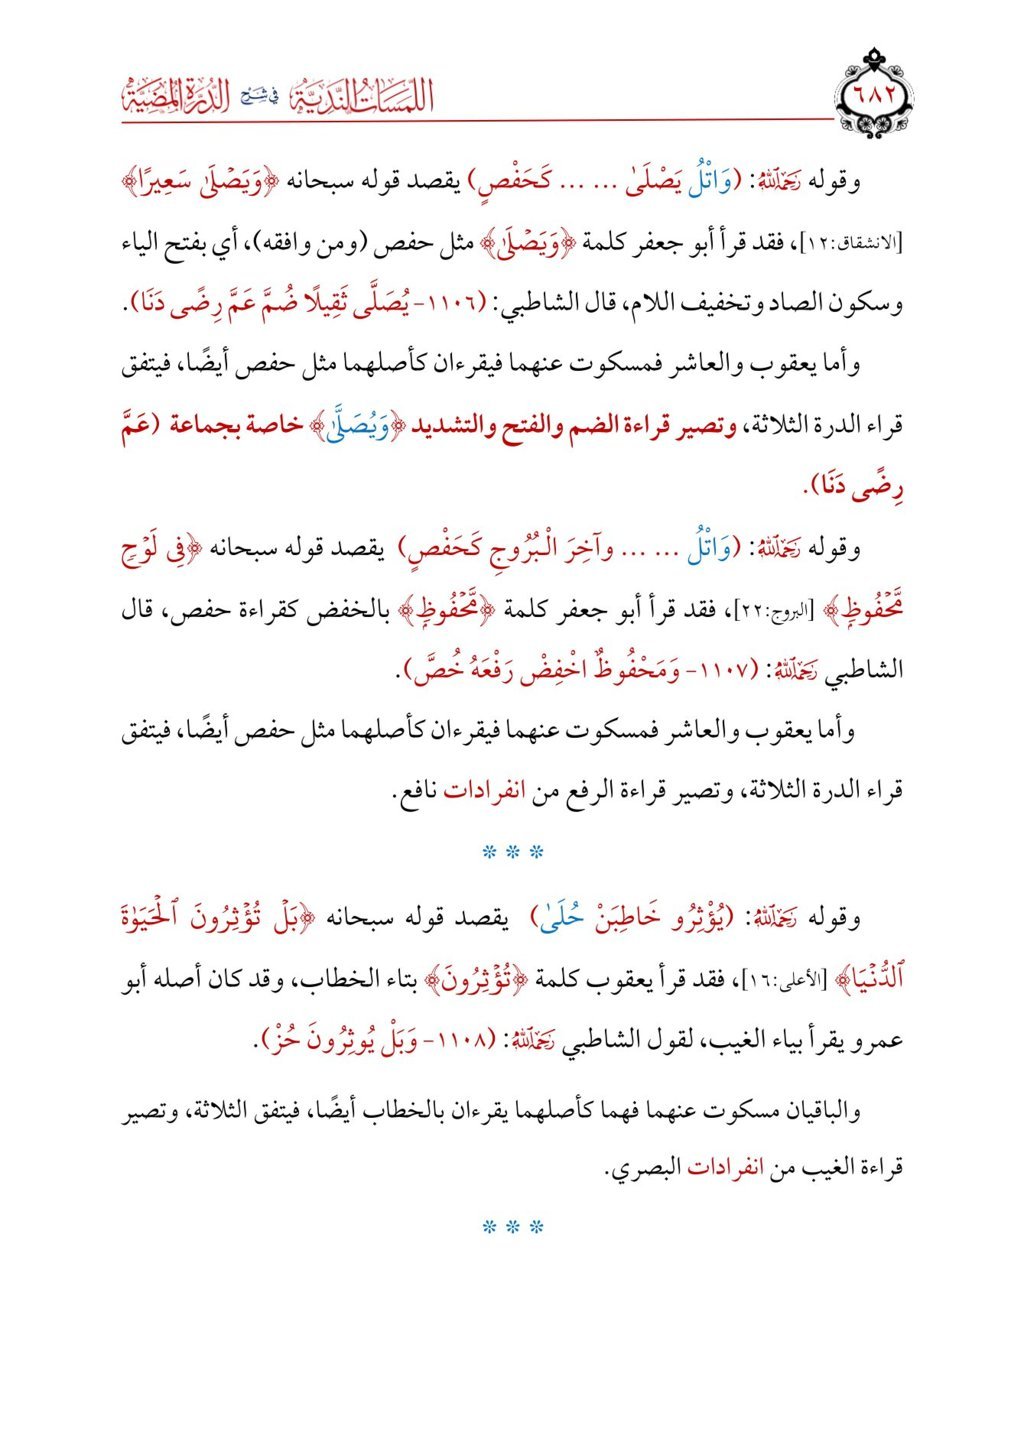 ٦٨٢
اللمسات الندية في شرح الدرة المضية
وقوله رحمه الله: (وَاتْلُ يَصْلَىٰ ... ... كَحَفْصٍ) يقصد قوله سبحانه ﴿وَيَصۡلَىٰ سَعِيرًا﴾
[الانشقاق:١٢]، فقد قرأ أبو جعفر كلمة ﴿وَيَصۡلَىٰ﴾ مثل حفص (ومن وافقه)، أي بفتح الياء
وسكون الصاد وتخفيف اللام، قال الشاطبي: (١١٠٦- يُصَلَّى ثَقِيلًا ضُمَّ عَمَّ رِضًى دَنَا).
وأما يعقوب والعاشر فمسكوت عنهما فيقرءان كأصلهما مثل حفص أيضًا، فيتفق
قراء الدرة الثلاثة، وتصير قراءة الضم والفتح والتشديد ﴿وَيُصَلَّىٰ﴾ خاصة بجماعة (عَمَّ
رِضًى دَنَا).
وقوله رحمه الله: (وَاتْلُ ... ... وآخِرَ الْبُرُوجِ كَحَفْصٍ) يقصد قوله سبحانه ﴿فِي لَوۡحٖ
مَّحۡفُوظِۭ﴾ [البروج:٢٢]، فقد قرأ أبو جعفر كلمة ﴿مَّحۡفُوظِۭ﴾ بالخفض كقراءة حفص، قال
الشاطبي رحمه الله: (١١٠٧- وَمَحْفُوظٌ اخْفِضْ رَفْعَهُ خُصَّ).
وأما يعقوب والعاشر فمسكوت عنهما فيقرءان كأصلهما مثل حفص أيضًا، فيتفق
قراء الدرة الثلاثة، وتصير قراءة الرفع من انفرادات نافع.
* * *
وقوله رحمه الله: (يُؤْثِرُو خَاطِبَنْ حُلَىٰ) يقصد قوله سبحانه ﴿بَلۡ تُؤۡثِرُونَ ٱلۡحَيَوٰةَ
ٱلدُّنۡيَا﴾ [الأعلى:١٦]، فقد قرأ يعقوب كلمة ﴿تُؤۡثِرُونَ﴾ بتاء الخطاب، وقد كان أصله أبو
عمرو يقرأ بياء الغيب، لقول الشاطبي رحمه الله: (١١٠٨- وَبَلْ يُوثِرُونَ حُزْ).
والباقيان مسكوت عنهما فهما كأصلهما يقرءان بالخطاب أيضًا، فيتفق الثلاثة، وتصير
قراءة الغيب من انفرادات البصري.
* * *